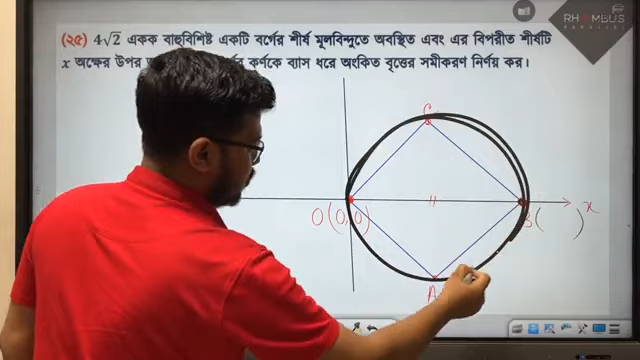 RHOMBUS
PARALLEL
(২৫) 4√2 একক বাহুবিশিষ্ট একটি বর্গের শীর্ষ মূলবিন্দুতে অবস্থিত এবং এর বিপরীত শীর্ষটি
x অক্ষের উপর কর্ণকে ব্যাস ধরে অংকিত বৃত্তের সমীকরণ নির্ণয় কর।
C
O(0,0) B( ) x
A